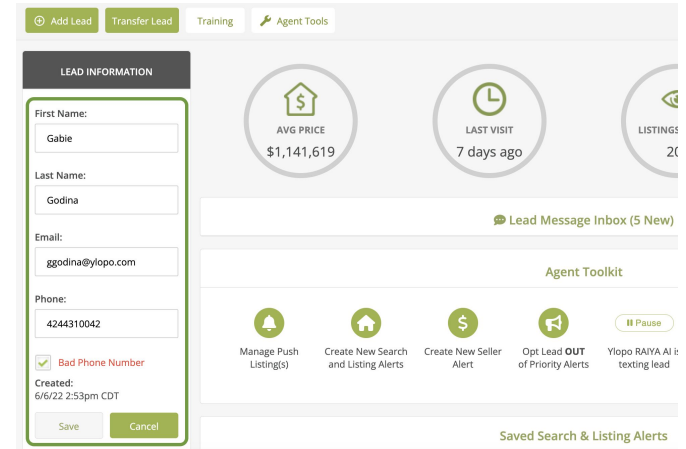 Add Lead
Transfer Lead
Training
Agent Tools
LEAD INFORMATION
First Name:
Gabie
Last Name:
Godina
Email:
ggodina@ylopo.com
Phone:
4244310042
Bad Phone Number
Created:
6/6/22 2:53pm CDT
Save
Cancel
AVG PRICE
$1,141,619
LAST VISIT
7 days ago
LISTINGS
20
Lead Message Inbox (5 New)
Agent Toolkit
Manage Push
Listing(s)
Create New Search
and Listing Alerts
Create New Seller
Alert
Opt Lead OUT
of Priority Alerts
Pause
Ylopo RAIYA AI is
texting lead
Saved Search & Listing Alerts